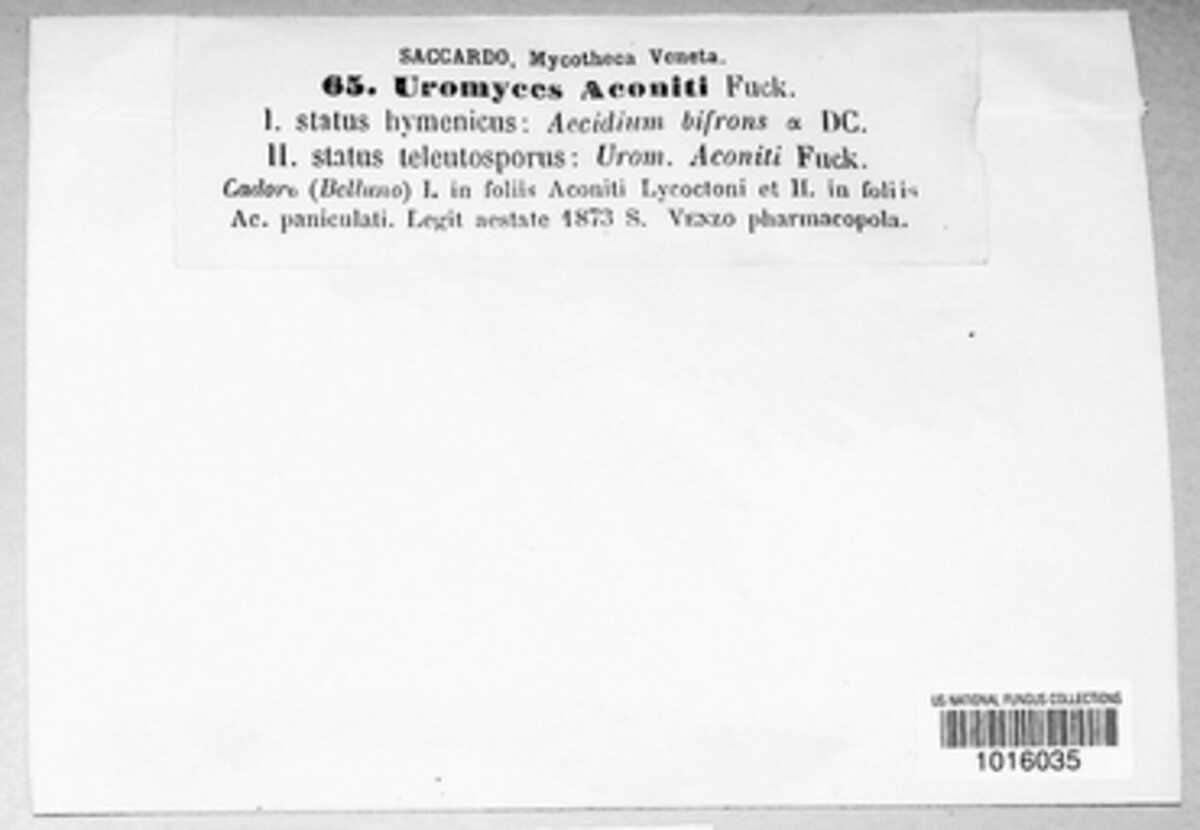 SACCARDO, Mycotheca Veneta.
65. Uromyces Aconiti Fuck.
I. status hymenicus: Aecidium bifrons α DC.
II. status teleutosporus: Urom. Aconiti Fuck.
Cadore (Belluno) I. in foliis Aconiti Lycoctoni et II. in foliis
Ac. paniculati. Legit aestate 1873 S. VENZO pharmacopola.
US NATIONAL FUNGUS COLLECTIONS
1016035